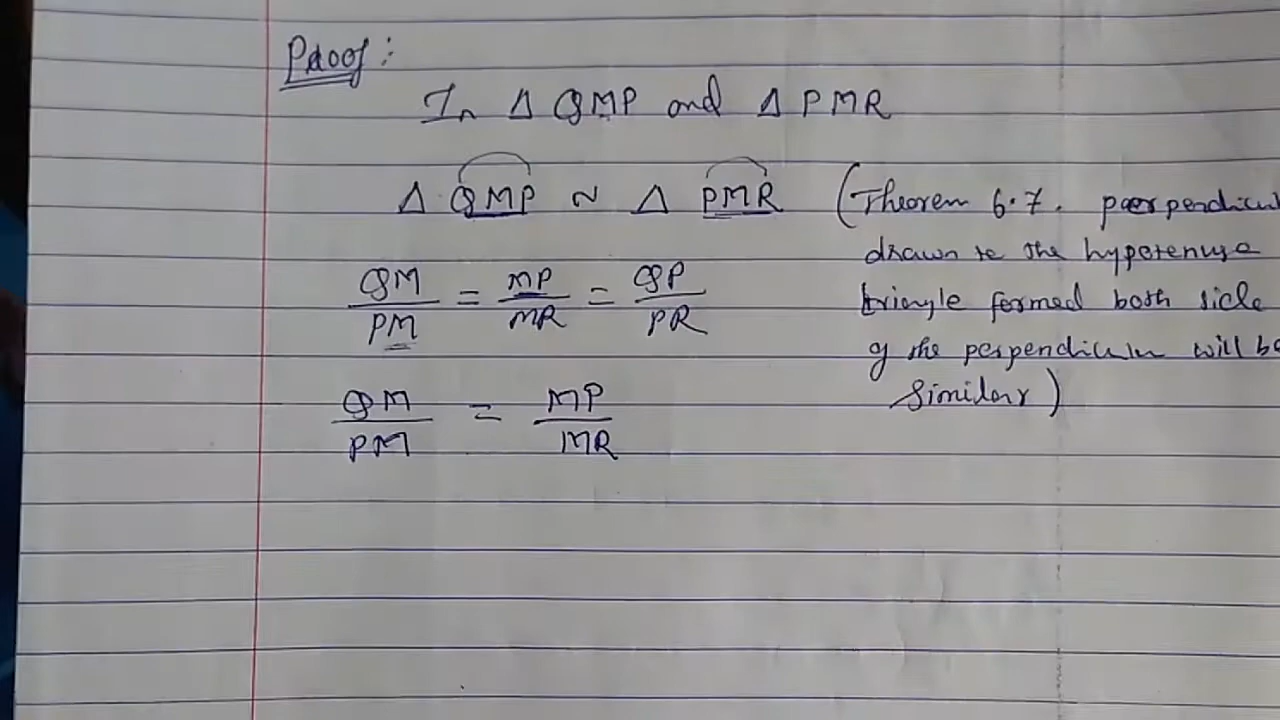 Proof :
In Δ QMP and Δ PMR
Δ QMP ~ Δ PMR (Theorem 6.7. perpendicul
drawn to the hypotenuse
QM/PM = MP/MR = QP/PR
triangle formed both side
of the perpendicular will be
QM/PM = MP/MR
Similar)